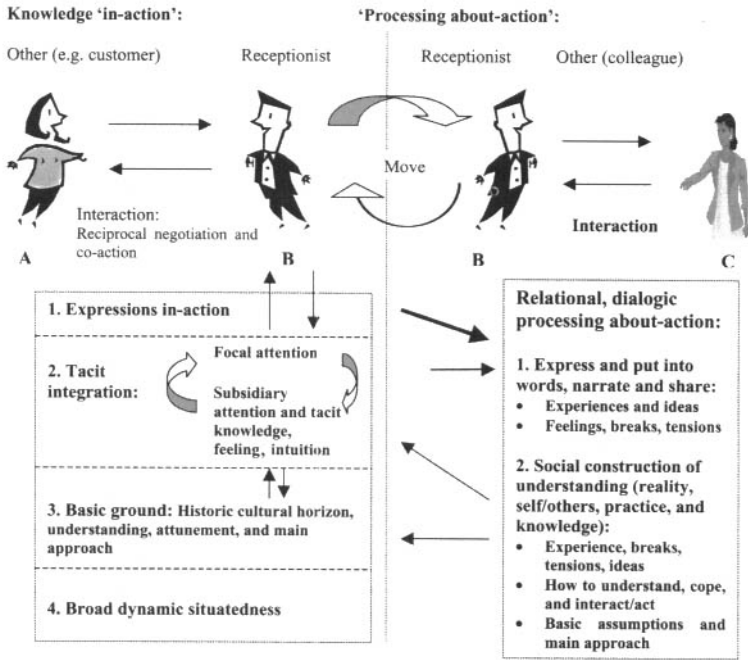 Knowledge 'in-action':
'Processing about-action':
Other (e.g. customer)
Receptionist
Receptionist
Other (colleague)
Move
Interaction:
Reciprocal negotiation and
co-action
Interaction
A
B
B
C
1. Expressions in-action
2. Tacit
integration:
Focal attention
Subsidiary
attention and tacit
knowledge,
feeling, intuition
3. Basic ground: Historic cultural horizon,
understanding, attunement, and main
approach
4. Broad dynamic situatedness
Relational, dialogic
processing about-action:
1. Express and put into
words, narrate and share:
• Experiences and ideas
• Feelings, breaks, tensions
2. Social construction of
understanding (reality,
self/others, practice, and
knowledge):
• Experience, breaks,
tensions, ideas
• How to understand, cope,
and interact/act
• Basic assumptions and
main approach